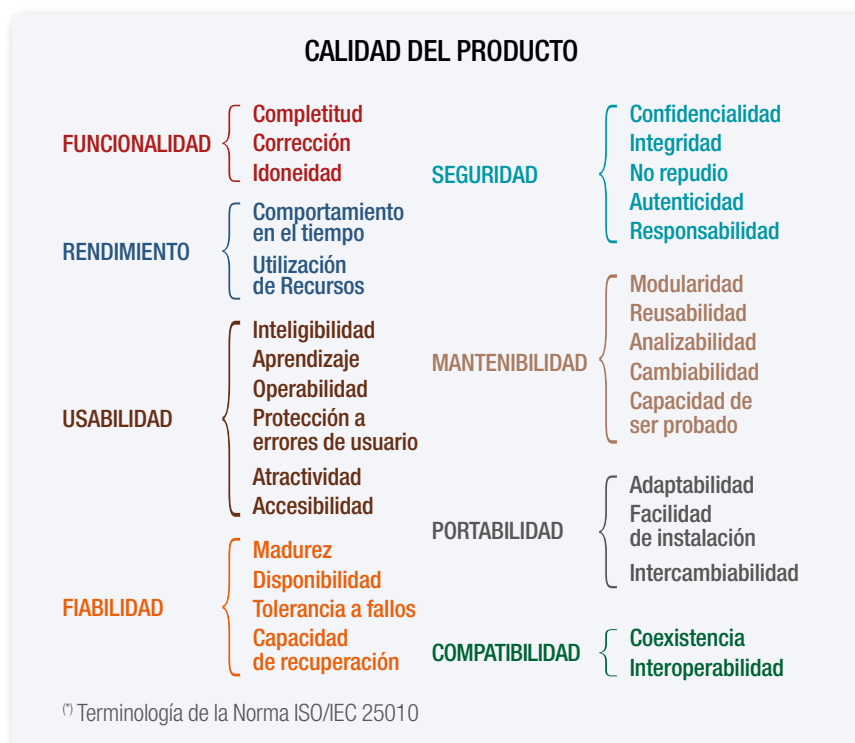 CALIDAD DEL PRODUCTO
FUNCIONALIDAD
Completitud
Corrección
Idoneidad
RENDIMIENTO
Comportamiento
en el tiempo
Utilización
de Recursos
USABILIDAD
Inteligibilidad
Aprendizaje
Operabilidad
Protección a
errores de usuario
Atractividad
Accesibilidad
FIABILIDAD
Madurez
Disponibilidad
Tolerancia a fallos
Capacidad
de recuperación
SEGURIDAD
Confidencialidad
Integridad
No repudio
Autenticidad
Responsabilidad
MANTENIBILIDAD
Modularidad
Reusabilidad
Analizabilidad
Cambiabilidad
Capacidad de
ser probado
PORTABILIDAD
Adaptabilidad
Facilidad
de instalación
Intercambiabilidad
COMPATIBILIDAD
Coexistencia
Interoperabilidad
(*) Terminología de la Norma ISO/IEC 25010